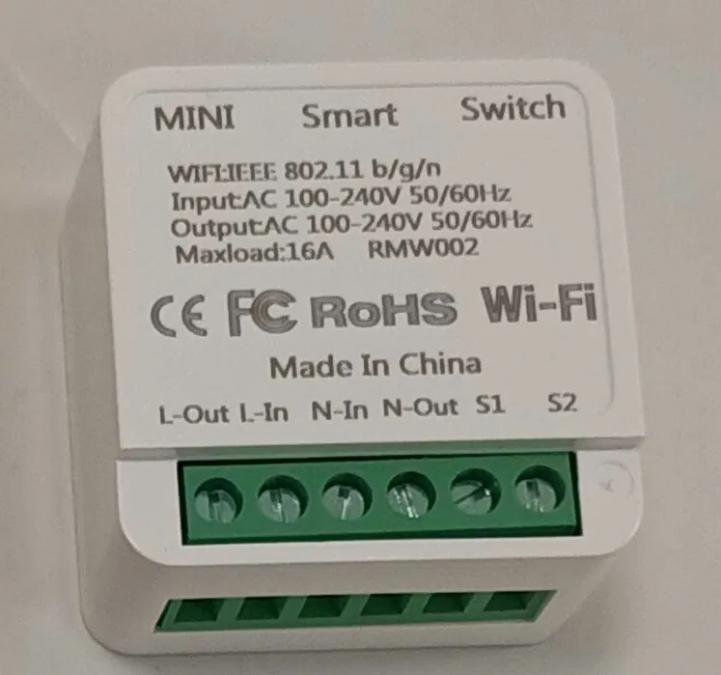 MINI Smart Switch
WIFI:IEEE 802.11 b/g/n
Input:AC 100-240V 50/60Hz
Output:AC 100-240V 50/60Hz
Maxload:16A RMW002
CE FC RoHS Wi-Fi
Made In China
L-Out L-In N-In N-Out S1 S2